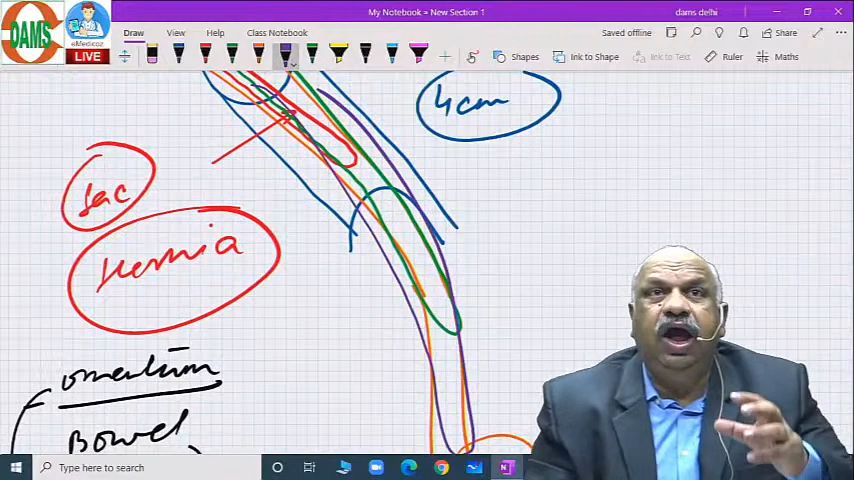 My Notebook » New Section 1
dams delhi
DAMS
eMedicoz
LIVE
Draw
View
Help
Class Notebook
Saved offline
Share
Shapes
Ink to Shape
Ink to Text
Ruler
Maths
4cm
Sac
Hernia
omentum
Bowel
Type here to search